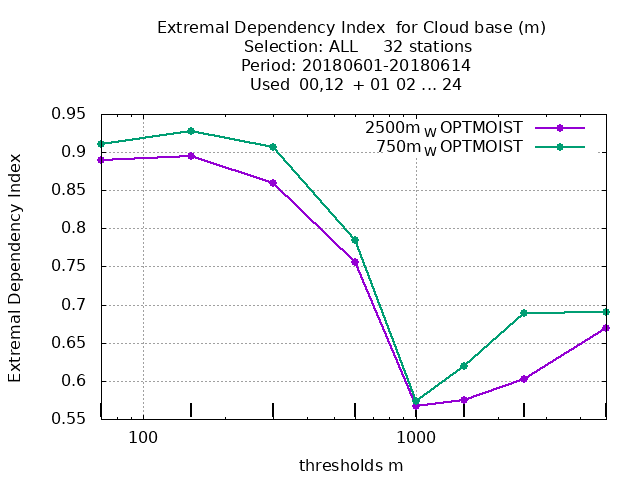 Extremal Dependency Index  for Cloud base (m)
Selection: ALL     32 stations
Period: 20180601-20180614
Used  00,12  + 01 02 ... 24
2500m W OPTMOIST
750m W OPTMOIST
0.95
0.9
0.85
0.8
0.75
0.7
0.65
0.6
0.55
Extremal Dependency Index
100
1000
thresholds m